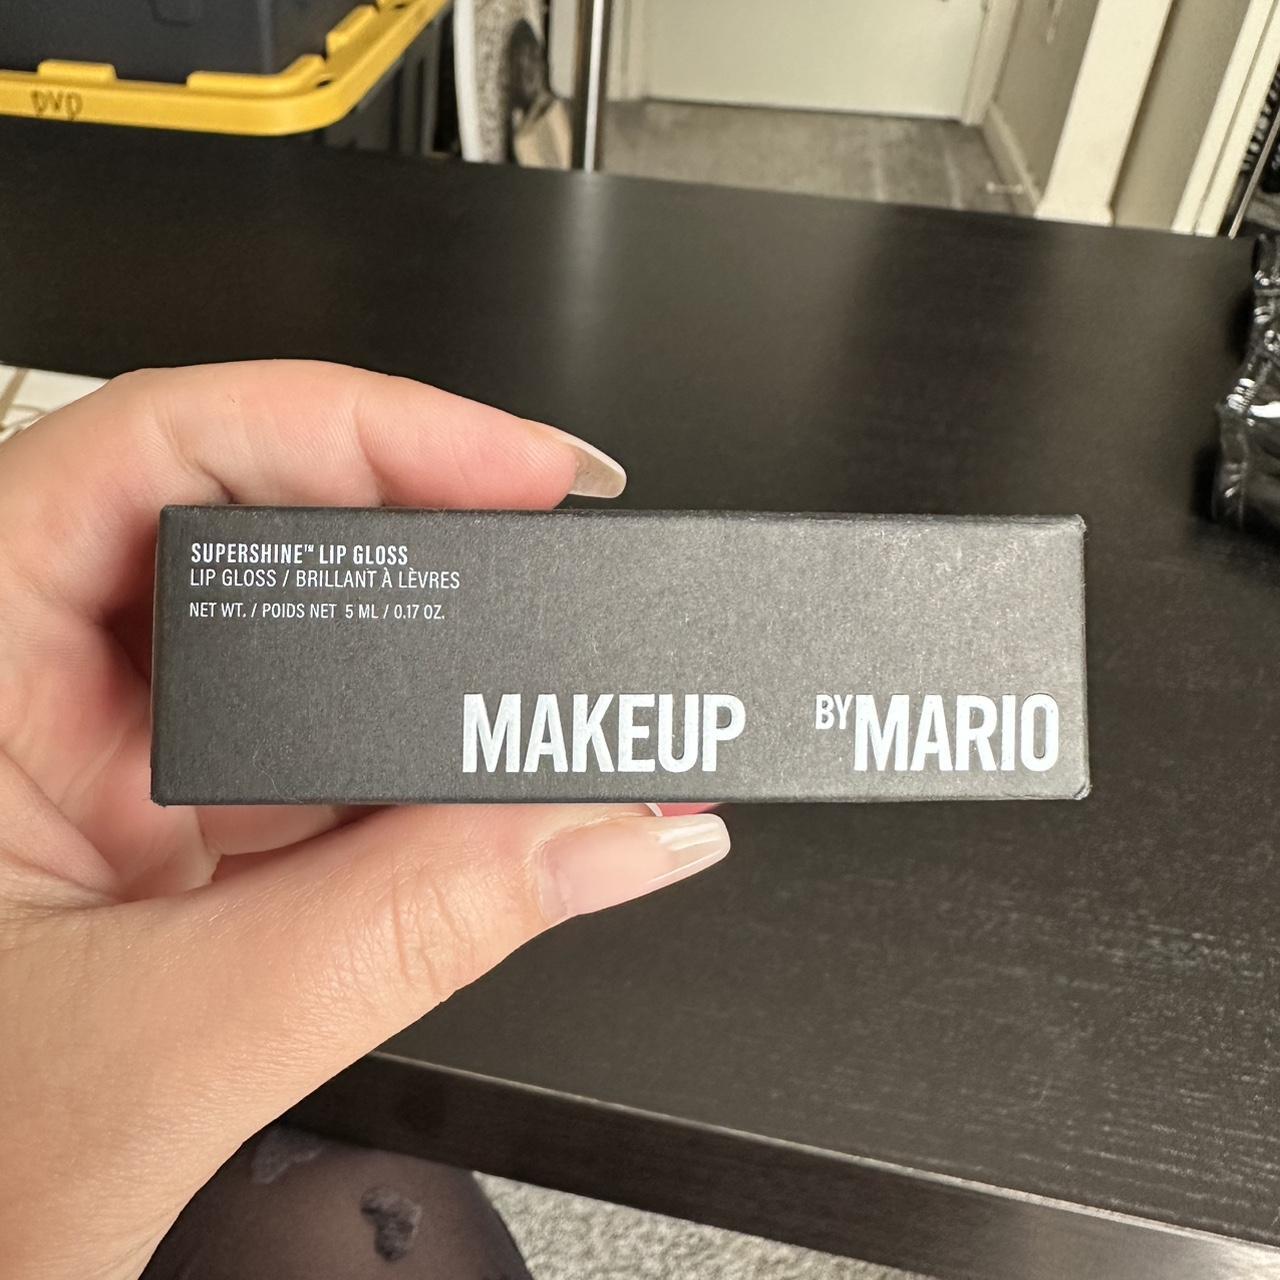 DVD
SUPERSHINE™ LIP GLOSS
LIP GLOSS / BRILLANT À LÈVRES
NET WT. / POIDS NET 5 ML / 0.17 OZ.
MAKEUP BY MARIO